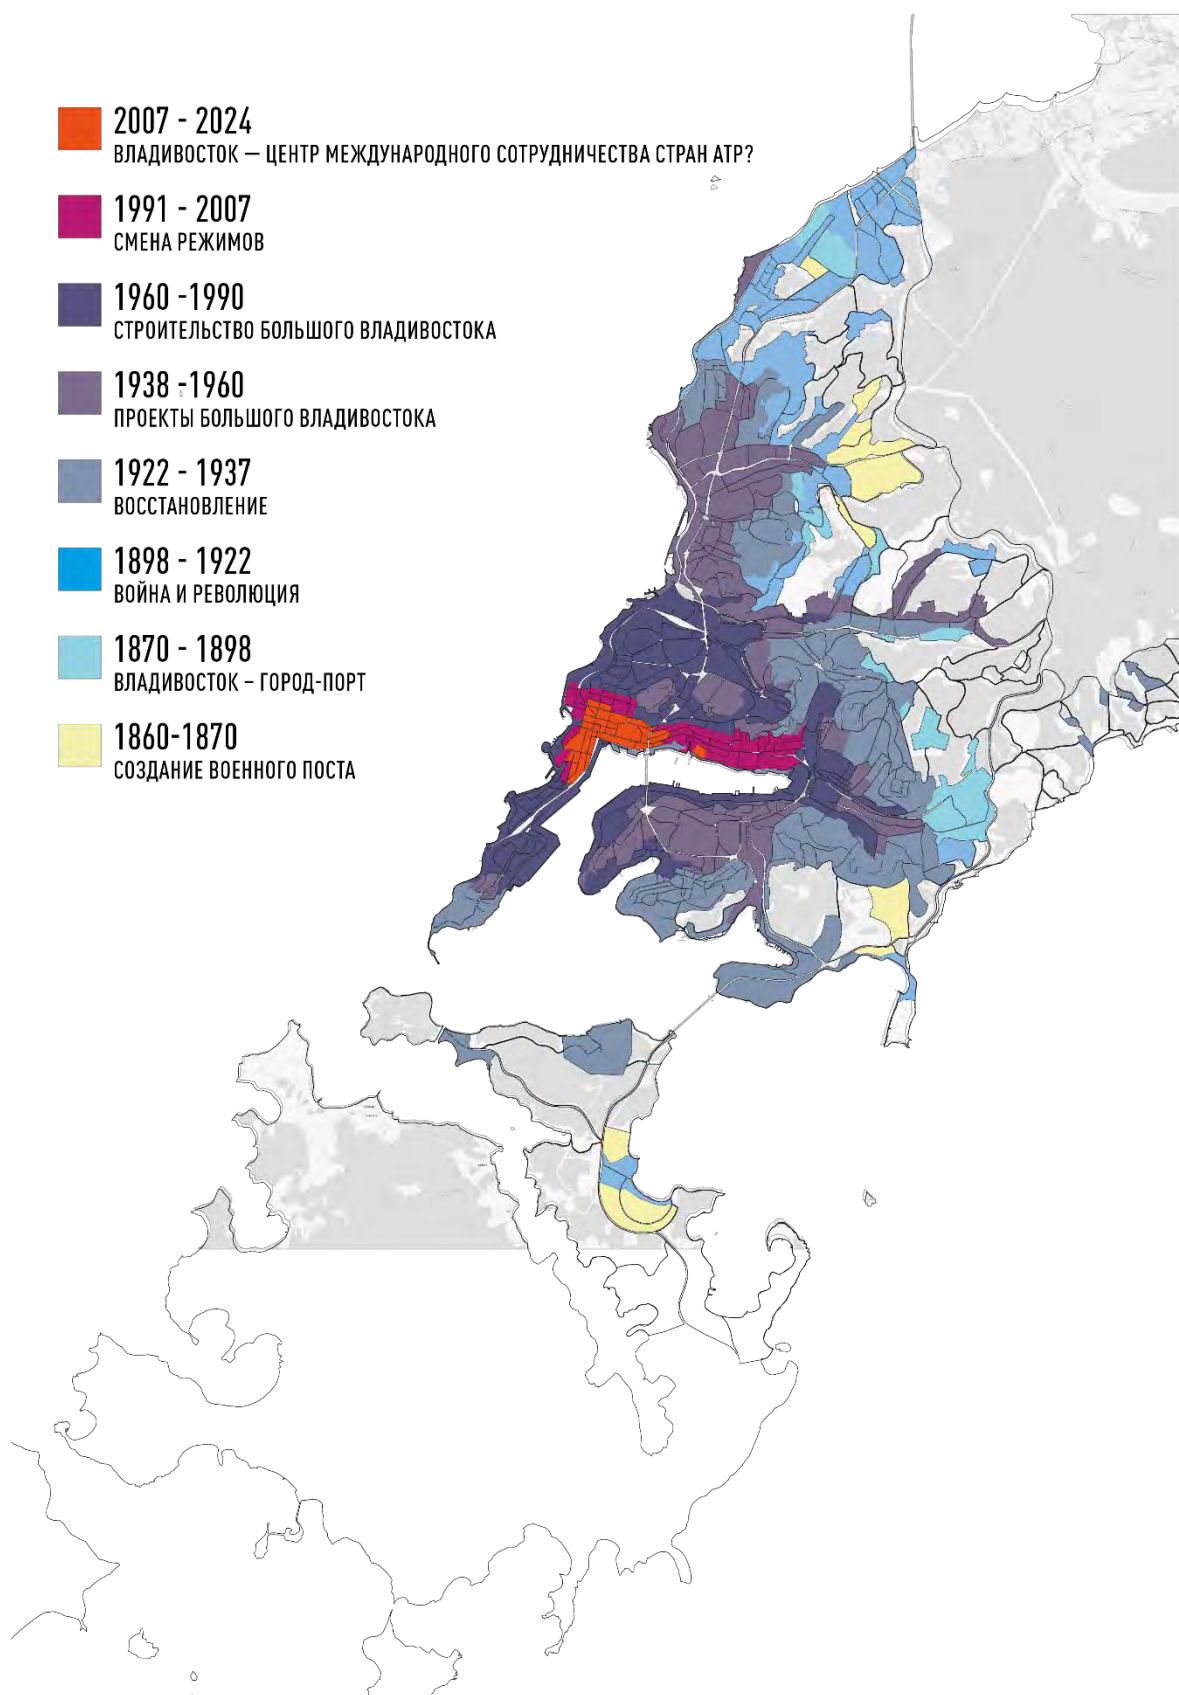 2007 - 2024
ВЛАДИВОСТОК — ЦЕНТР МЕЖДУНАРОДНОГО СОТРУДНИЧЕСТВА СТРАН АТР?
1991 - 2007
СМЕНА РЕЖИМОВ
1960 -1990
СТРОИТЕЛЬСТВО БОЛЬШОГО ВЛАДИВОСТОКА
1938 -1960
ПРОЕКТЫ БОЛЬШОГО ВЛАДИВОСТОКА
1922 - 1937
ВОССТАНОВЛЕНИЕ
1898 - 1922
ВОЙНА И РЕВОЛЮЦИЯ
1870 - 1898
ВЛАДИВОСТОК – ГОРОД-ПОРТ
1860-1870
СОЗДАНИЕ ВОЕННОГО ПОСТА